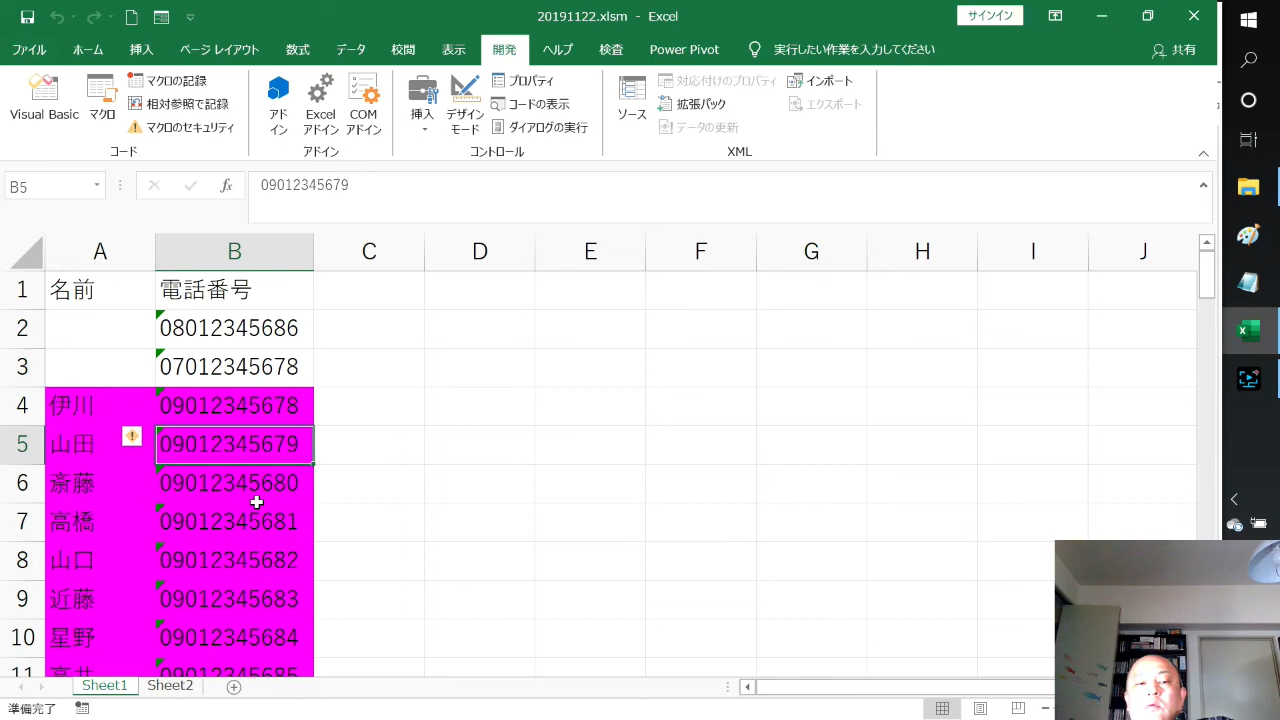 20191122.xlsm - Excel
サインイン
ファイル ホーム 挿入 ページ レイアウト 数式 データ 校閲 表示 開発 ヘルプ 検査 Power Pivot 実行したい作業を入力してください 共有
Visual Basic
マクロ
マクロの記録
相対参照で記録
マクロのセキュリティ
コード
アド
イン
Excel
アドイン
COM
アドイン
アドイン
挿入
デザイン
モード
プロパティ
コードの表示
ダイアログの実行
コントロール
ソース
対応付けのプロパティ
拡張パック
データの更新
インポート
エクスポート
XML
B5
fx
09012345679
A B C D E F G H I J
1 名前 電話番号
2 08012345686
3 07012345678
4 伊川 09012345678
5 山田 09012345679
6 斎藤 09012345680
7 高橋 09012345681
8 山口 09012345682
9 近藤 09012345683
10 星野 09012345684
11 高井 09012345685
Sheet1 Sheet2
準備完了